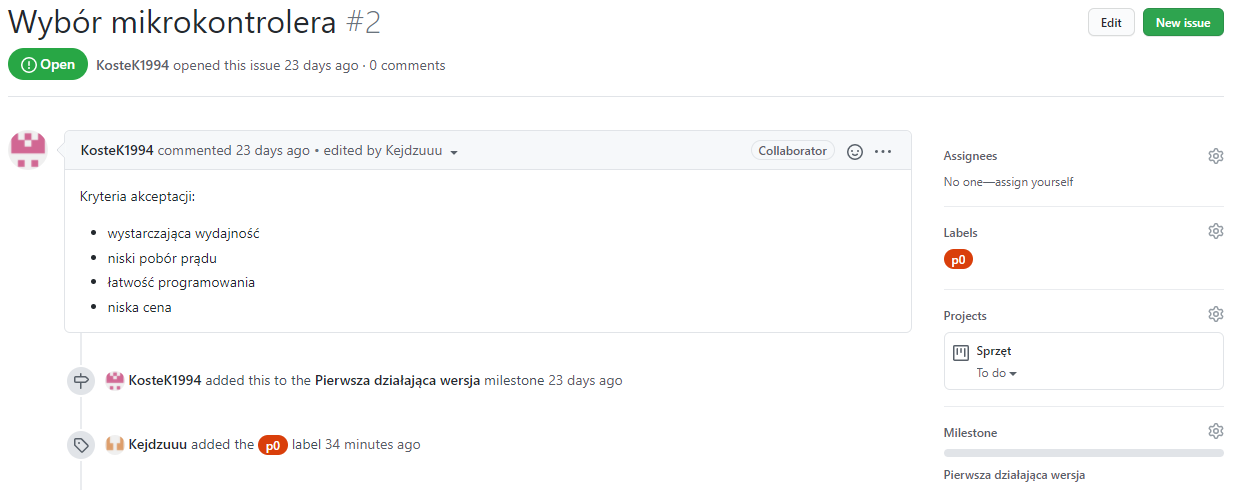 Wybór mikrokontrolera #2
Edit
New issue
Open
KosteK1994 opened this issue 23 days ago · 0 comments
KosteK1994 commented 23 days ago • edited by Kejdzuuu
Collaborator
Kryteria akceptacji:
• wystarczająca wydajność
• niski pobór prądu
• łatwość programowania
• niska cena
KosteK1994 added this to the Pierwsza działająca wersja milestone 23 days ago
Kejdzuuu added the p0 label 34 minutes ago
Assignees
No one—assign yourself
Labels
p0
Projects
Sprzęt
To do
Milestone
Pierwsza działająca wersja